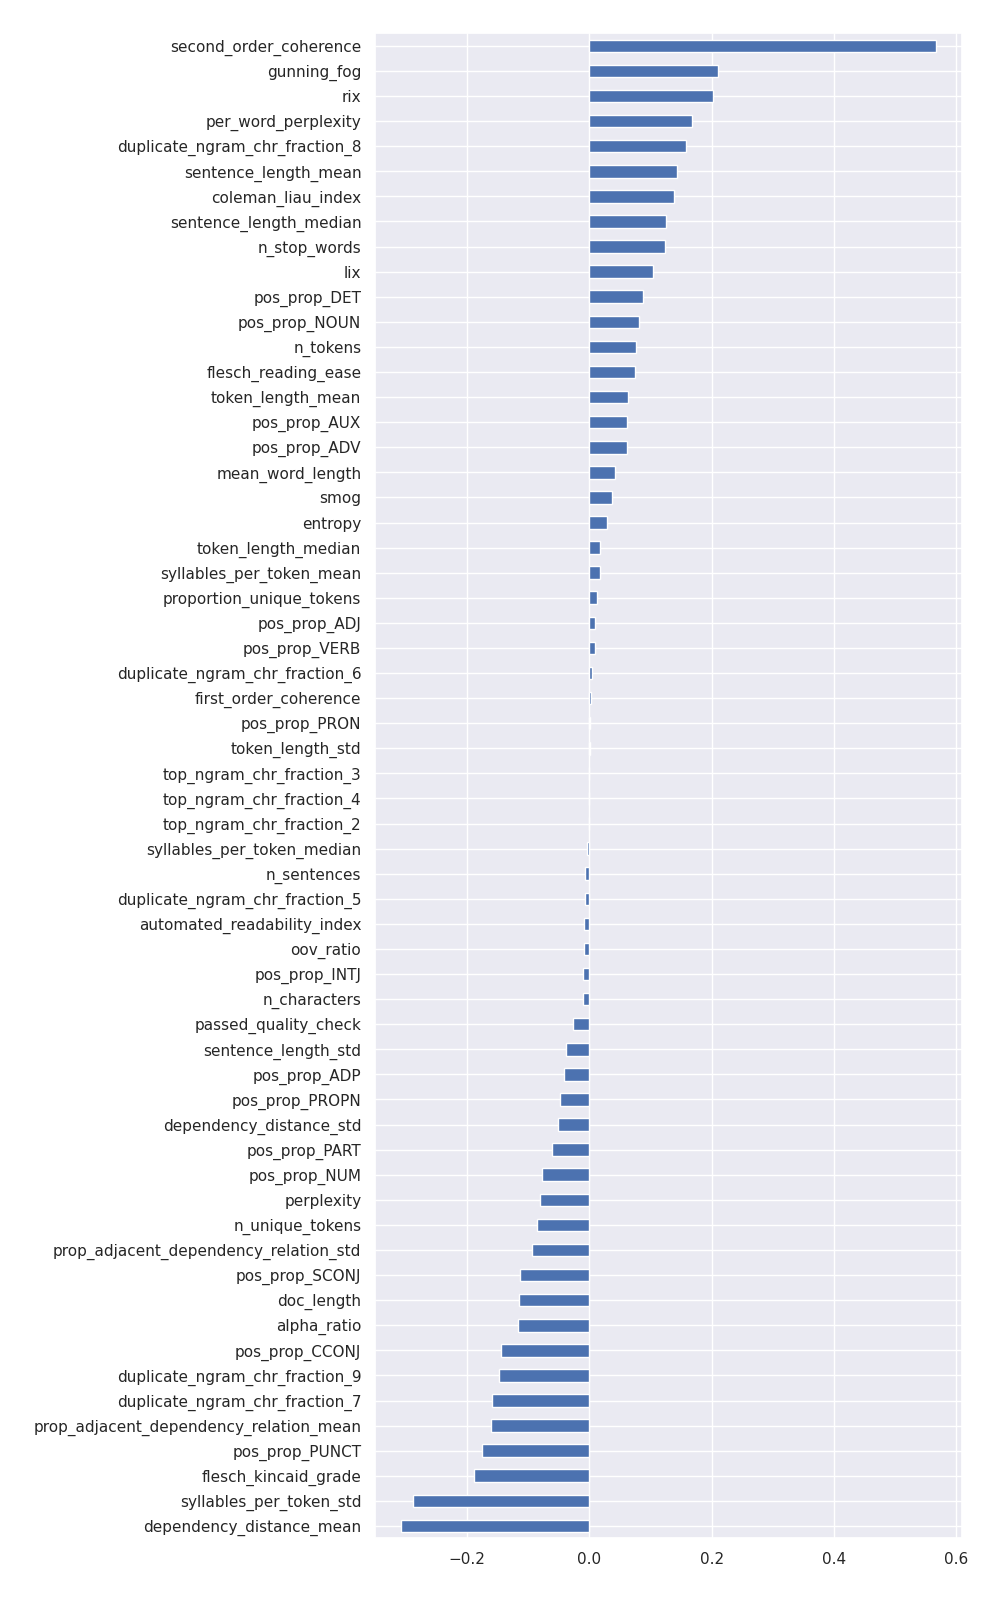 second_order_coherence
gunning_fog
rix
per_word_perplexity
duplicate_ngram_chr_fraction_8
sentence_length_mean
coleman_liau_index
sentence_length_median
n_stop_words
lix
pos_prop_DET
pos_prop_NOUN
n_tokens
flesch_reading_ease
token_length_mean
pos_prop_AUX
pos_prop_ADV
mean_word_length
smog
entropy
token_length_median
syllables_per_token_mean
proportion_unique_tokens
pos_prop_ADJ
pos_prop_VERB
duplicate_ngram_chr_fraction_6
first_order_coherence
pos_prop_PRON
token_length_std
top_ngram_chr_fraction_3
top_ngram_chr_fraction_4
top_ngram_chr_fraction_2
syllables_per_token_median
n_sentences
duplicate_ngram_chr_fraction_5
automated_readability_index
oov_ratio
pos_prop_INTJ
n_characters
passed_quality_check
sentence_length_std
pos_prop_ADP
pos_prop_PROPN
dependency_distance_std
pos_prop_PART
pos_prop_NUM
perplexity
n_unique_tokens
prop_adjacent_dependency_relation_std
pos_prop_SCONJ
doc_length
alpha_ratio
pos_prop_CCONJ
duplicate_ngram_chr_fraction_9
duplicate_ngram_chr_fraction_7
prop_adjacent_dependency_relation_mean
pos_prop_PUNCT
flesch_kincaid_grade
syllables_per_token_std
dependency_distance_mean
−0.2 0.0 0.2 0.4 0.6